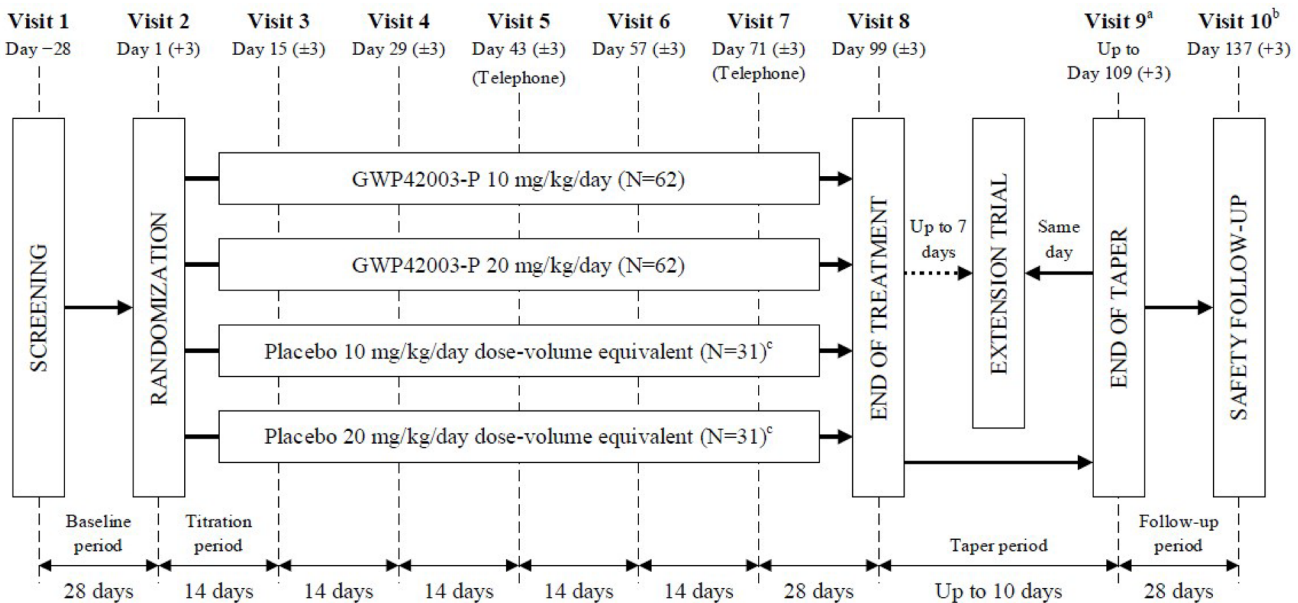 Visit 1 Visit 2 Visit 3 Visit 4 Visit 5 Visit 6 Visit 7 Visit 8 Visit 9a Visit 10b
Day −28 Day 1 (+3) Day 15 (±3) Day 29 (±3) Day 43 (±3) Day 57 (±3) Day 71 (±3) Day 99 (±3) Up to Day 137 (+3)
(Telephone) (Telephone) Day 109 (+3)
SCREENING
RANDOMIZATION
GWP42003-P 10 mg/kg/day (N=62)
GWP42003-P 20 mg/kg/day (N=62)
Placebo 10 mg/kg/day dose-volume equivalent (N=31)c
Placebo 20 mg/kg/day dose-volume equivalent (N=31)c
END OF TREATMENT
Up to 7
days
EXTENSION TRIAL
Same
day
END OF TAPER
SAFETY FOLLOW-UP
Baseline
period
Titration
period
Taper period
Follow-up
period
28 days 14 days 14 days 14 days 14 days 14 days 28 days Up to 10 days 28 days